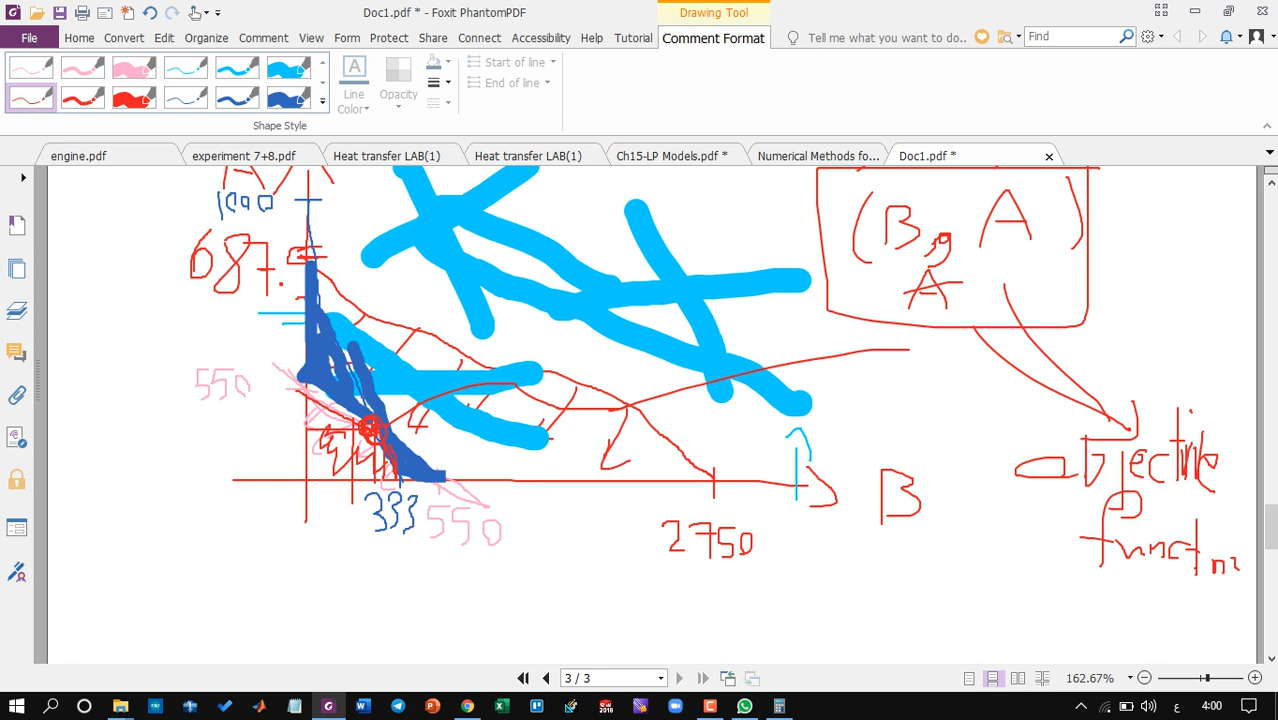 Doc1.pdf * - Foxit PhantomPDF
Drawing Tool
File Home Convert Edit Organize Comment View Form Protect Share Connect Accessibility Help Tutorial Comment Format Tell me what you want to do.. Find
Line Color
Opacity
Start of line
End of line
Shape Style
engine.pdf experiment 7+8.pdf Heat transfer LAB(1) Heat transfer LAB(1) Ch15-LP Models.pdf * Numerical Methods fo... Doc1.pdf *
1000
687.5
(B, A)
A
550
333
550
2750
B
objective
function
3 / 3
162.67%
4:00